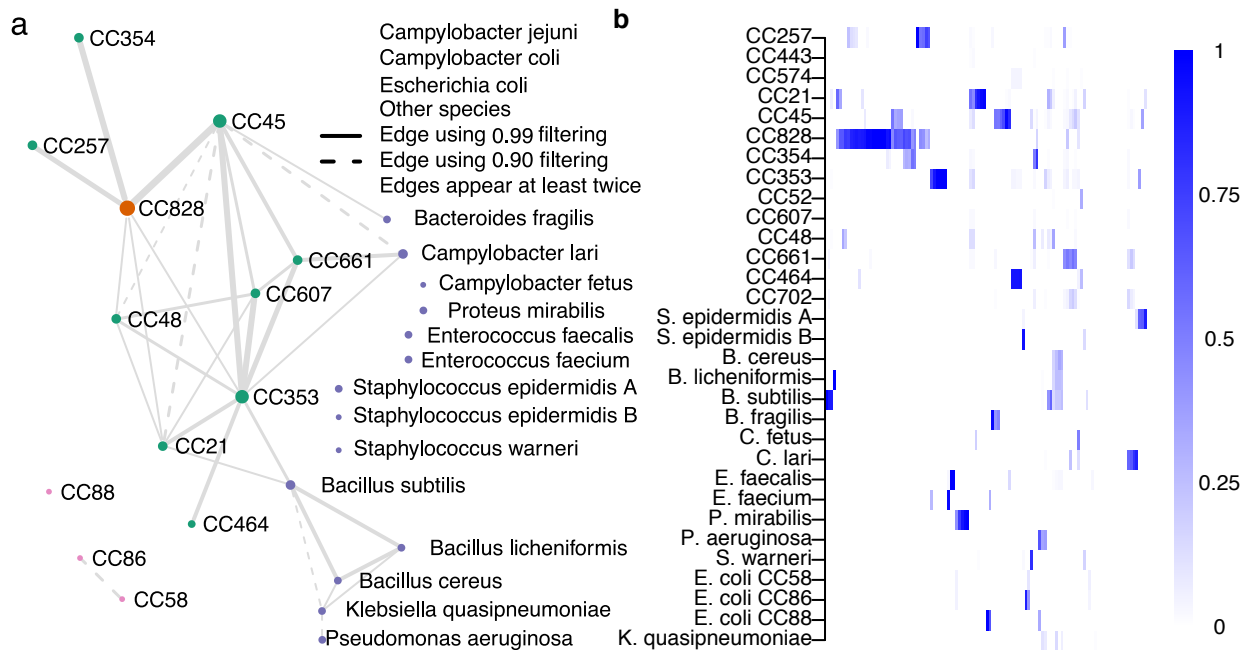 a
CC354
CC45
CC257
CC828
CC661
CC607
CC48
CC353
CC21
CC88
CC464
CC86
CC58
Campylobacter jejuni
Campylobacter coli
Escherichia coli
Other species
Edge using 0.99 filtering
Edge using 0.90 filtering
Edges appear at least twice
Bacteroides fragilis
Campylobacter lari
Campylobacter fetus
Proteus mirabilis
Enterococcus faecalis
Enterococcus faecium
Staphylococcus epidermidis A
Staphylococcus epidermidis B
Staphylococcus warneri
Bacillus subtilis
Bacillus licheniformis
Bacillus cereus
Klebsiella quasipneumoniae
Pseudomonas aeruginosa
b
CC257
CC443
CC574
CC21
CC45
CC828
CC354
CC353
CC52
CC607
CC48
CC661
CC464
CC702
S. epidermidis A
S. epidermidis B
B. cereus
B. licheniformis
B. subtilis
B. fragilis
C. fetus
C. lari
E. faecalis
E. faecium
P. mirabilis
P. aeruginosa
S. warneri
E. coli CC58
E. coli CC86
E. coli CC88
K. quasipneumoniae
1
0.75
0.5
0.25
0